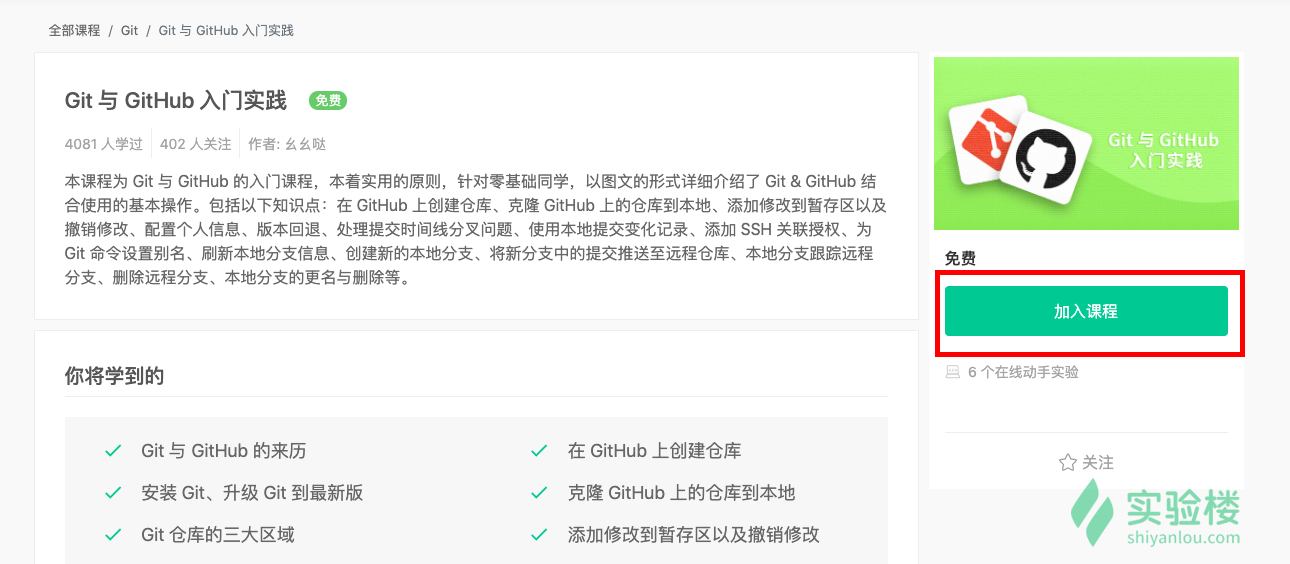 全部课程 / Git / Git 与 GitHub 入门实践
Git 与 GitHub 入门实践 免费
4081 人学过 402 人关注 作者: 幺幺哒
本课程为 Git 与 GitHub 的入门课程，本着实用的原则，针对零基础同学，以图文的形式详细介绍了 Git & GitHub 结
合使用的基本操作。包括以下知识点：在 GitHub 上创建仓库、克隆 GitHub 上的仓库到本地、添加修改到暂存区以及
撤销修改、配置个人信息、版本回退、处理提交时间线分叉问题、使用本地提交变化记录、添加 SSH 关联授权、为
Git 命令设置别名、刷新本地分支信息、创建新的本地分支、将新分支中的提交推送至远程仓库、本地分支跟踪远程
分支、删除远程分支、本地分支的更名与删除等。
你将学到的
Git 与 GitHub 的来历
在 GitHub 上创建仓库
安装 Git、升级 Git 到最新版
克隆 GitHub 上的仓库到本地
Git 仓库的三大区域
添加修改到暂存区以及撤销修改
Git 与 GitHub
入门实践
免费
加入课程
6 个在线动手实验
关注
实验楼
shiyanlou.com